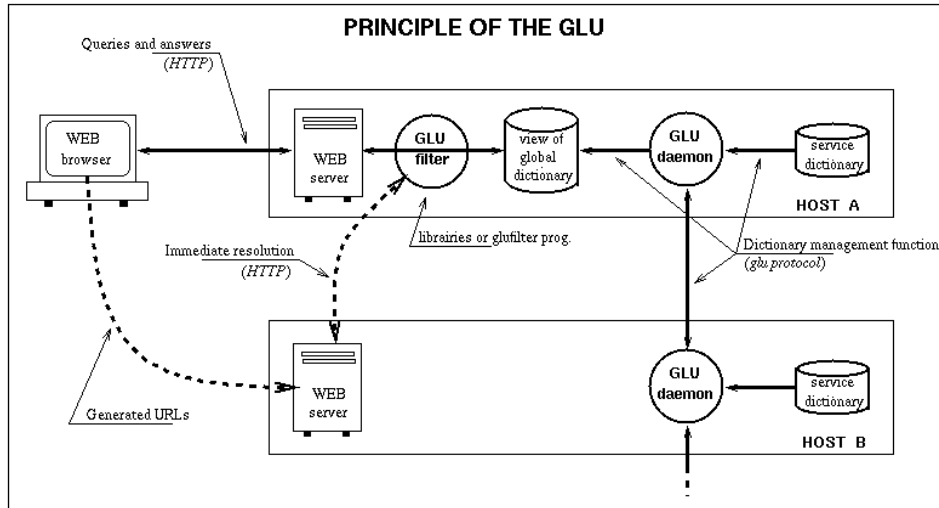 PRINCIPLE OF THE GLU
Queries and answers
(HTTP)
WEB
browser
WEB
server
GLU
filter
view of
global
dictionary
GLU
daemon
service
dictionary
HOST A
librairies or glufilter prog.
Immediate resolution
(HTTP)
Dictionary management function
(glu protocol)
WEB
server
GLU
daemon
service
dictionary
Generated URLs
HOST B